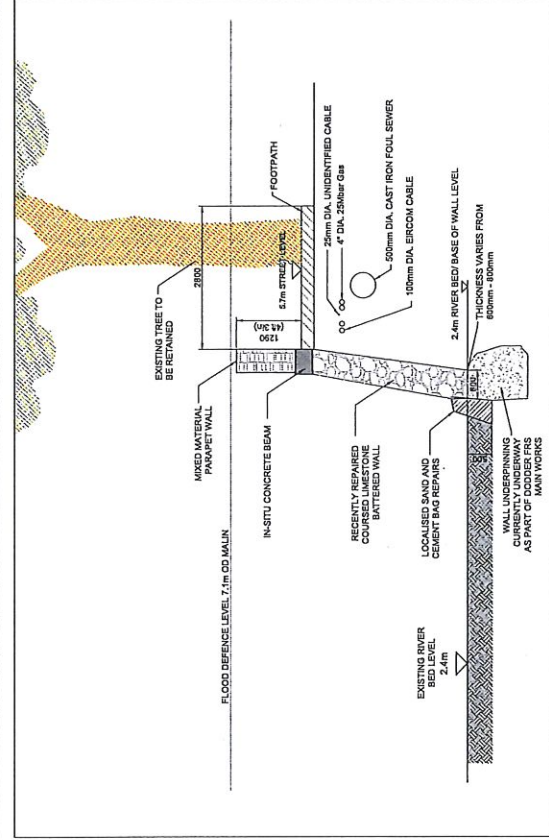 EXISTING TREE TO
BE RETAINED
2800
MIXED MATERIAL
PARAPET WALL
FLOOD DEFENCE LEVEL 7.1m OD MALIN
1290
(4ft 3in)
5.7m STREET LEVEL
FOOTPATH
IN-SITU CONCRETE BEAM
25mm DIA. UNIDENTIFIED CABLE
4" DIA. 25Mbar Gas
500mm DIA. CAST IRON FOUL SEWER
100mm DIA. EIRCOM CABLE
RECENTLY REPAIRED
COURSED LIMESTONE
BATTERED WALL
2.4m RIVER BED/ BASE OF WALL LEVEL
LOCALISED SAND AND
CEMENT BAG REPAIRS
THICKNESS VARIES FROM
600mm - 800mm
600
EXISTING RIVER
BED LEVEL
2.4m
WALL UNDERPINNING
CURRENTLY UNDERWAY
AS PART OF DODDER FRS
MAIN WORKS